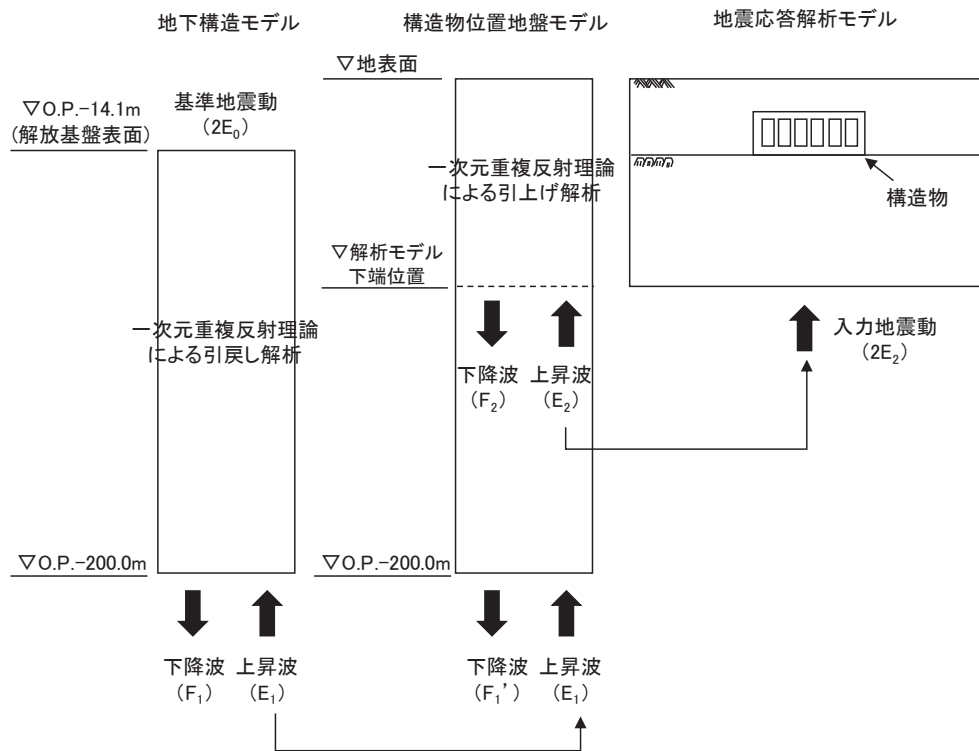 地下構造モデル
▽O.P.-14.1m
(解放基盤表面)
基準地震動
(2E₀)
一次元重複反射理論
による引戻し解析
▽O.P.-200.0m
下降波
(F₁)
上昇波
(E₁)
構造物位置地盤モデル
▽地表面
一次元重複反射理論
による引上げ解析
▽解析モデル
下端位置
下降波
(F₂)
上昇波
(E₂)
▽O.P.-200.0m
下降波
(F₁')
上昇波
(E₁)
地震応答解析モデル
構造物
入力地震動
(2E₂)